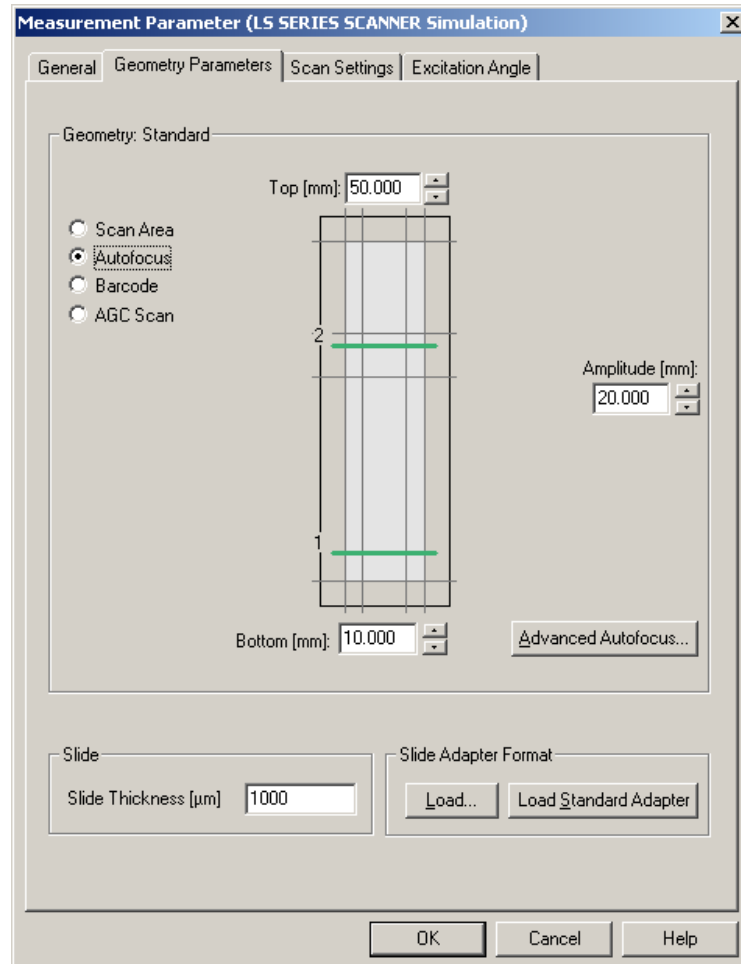 Measurement Parameter (LS SERIES SCANNER Simulation)
General Geometry Parameters Scan Settings Excitation Angle
Geometry: Standard
Top [mm]: 50.000
Scan Area
Autofocus
Barcode
AGC Scan
2
Amplitude [mm]:
20.000
1
Bottom [mm]: 10.000
Advanced Autofocus...
Slide
Slide Thickness [µm] 1000
Slide Adapter Format
Load... Load Standard Adapter
OK Cancel Help